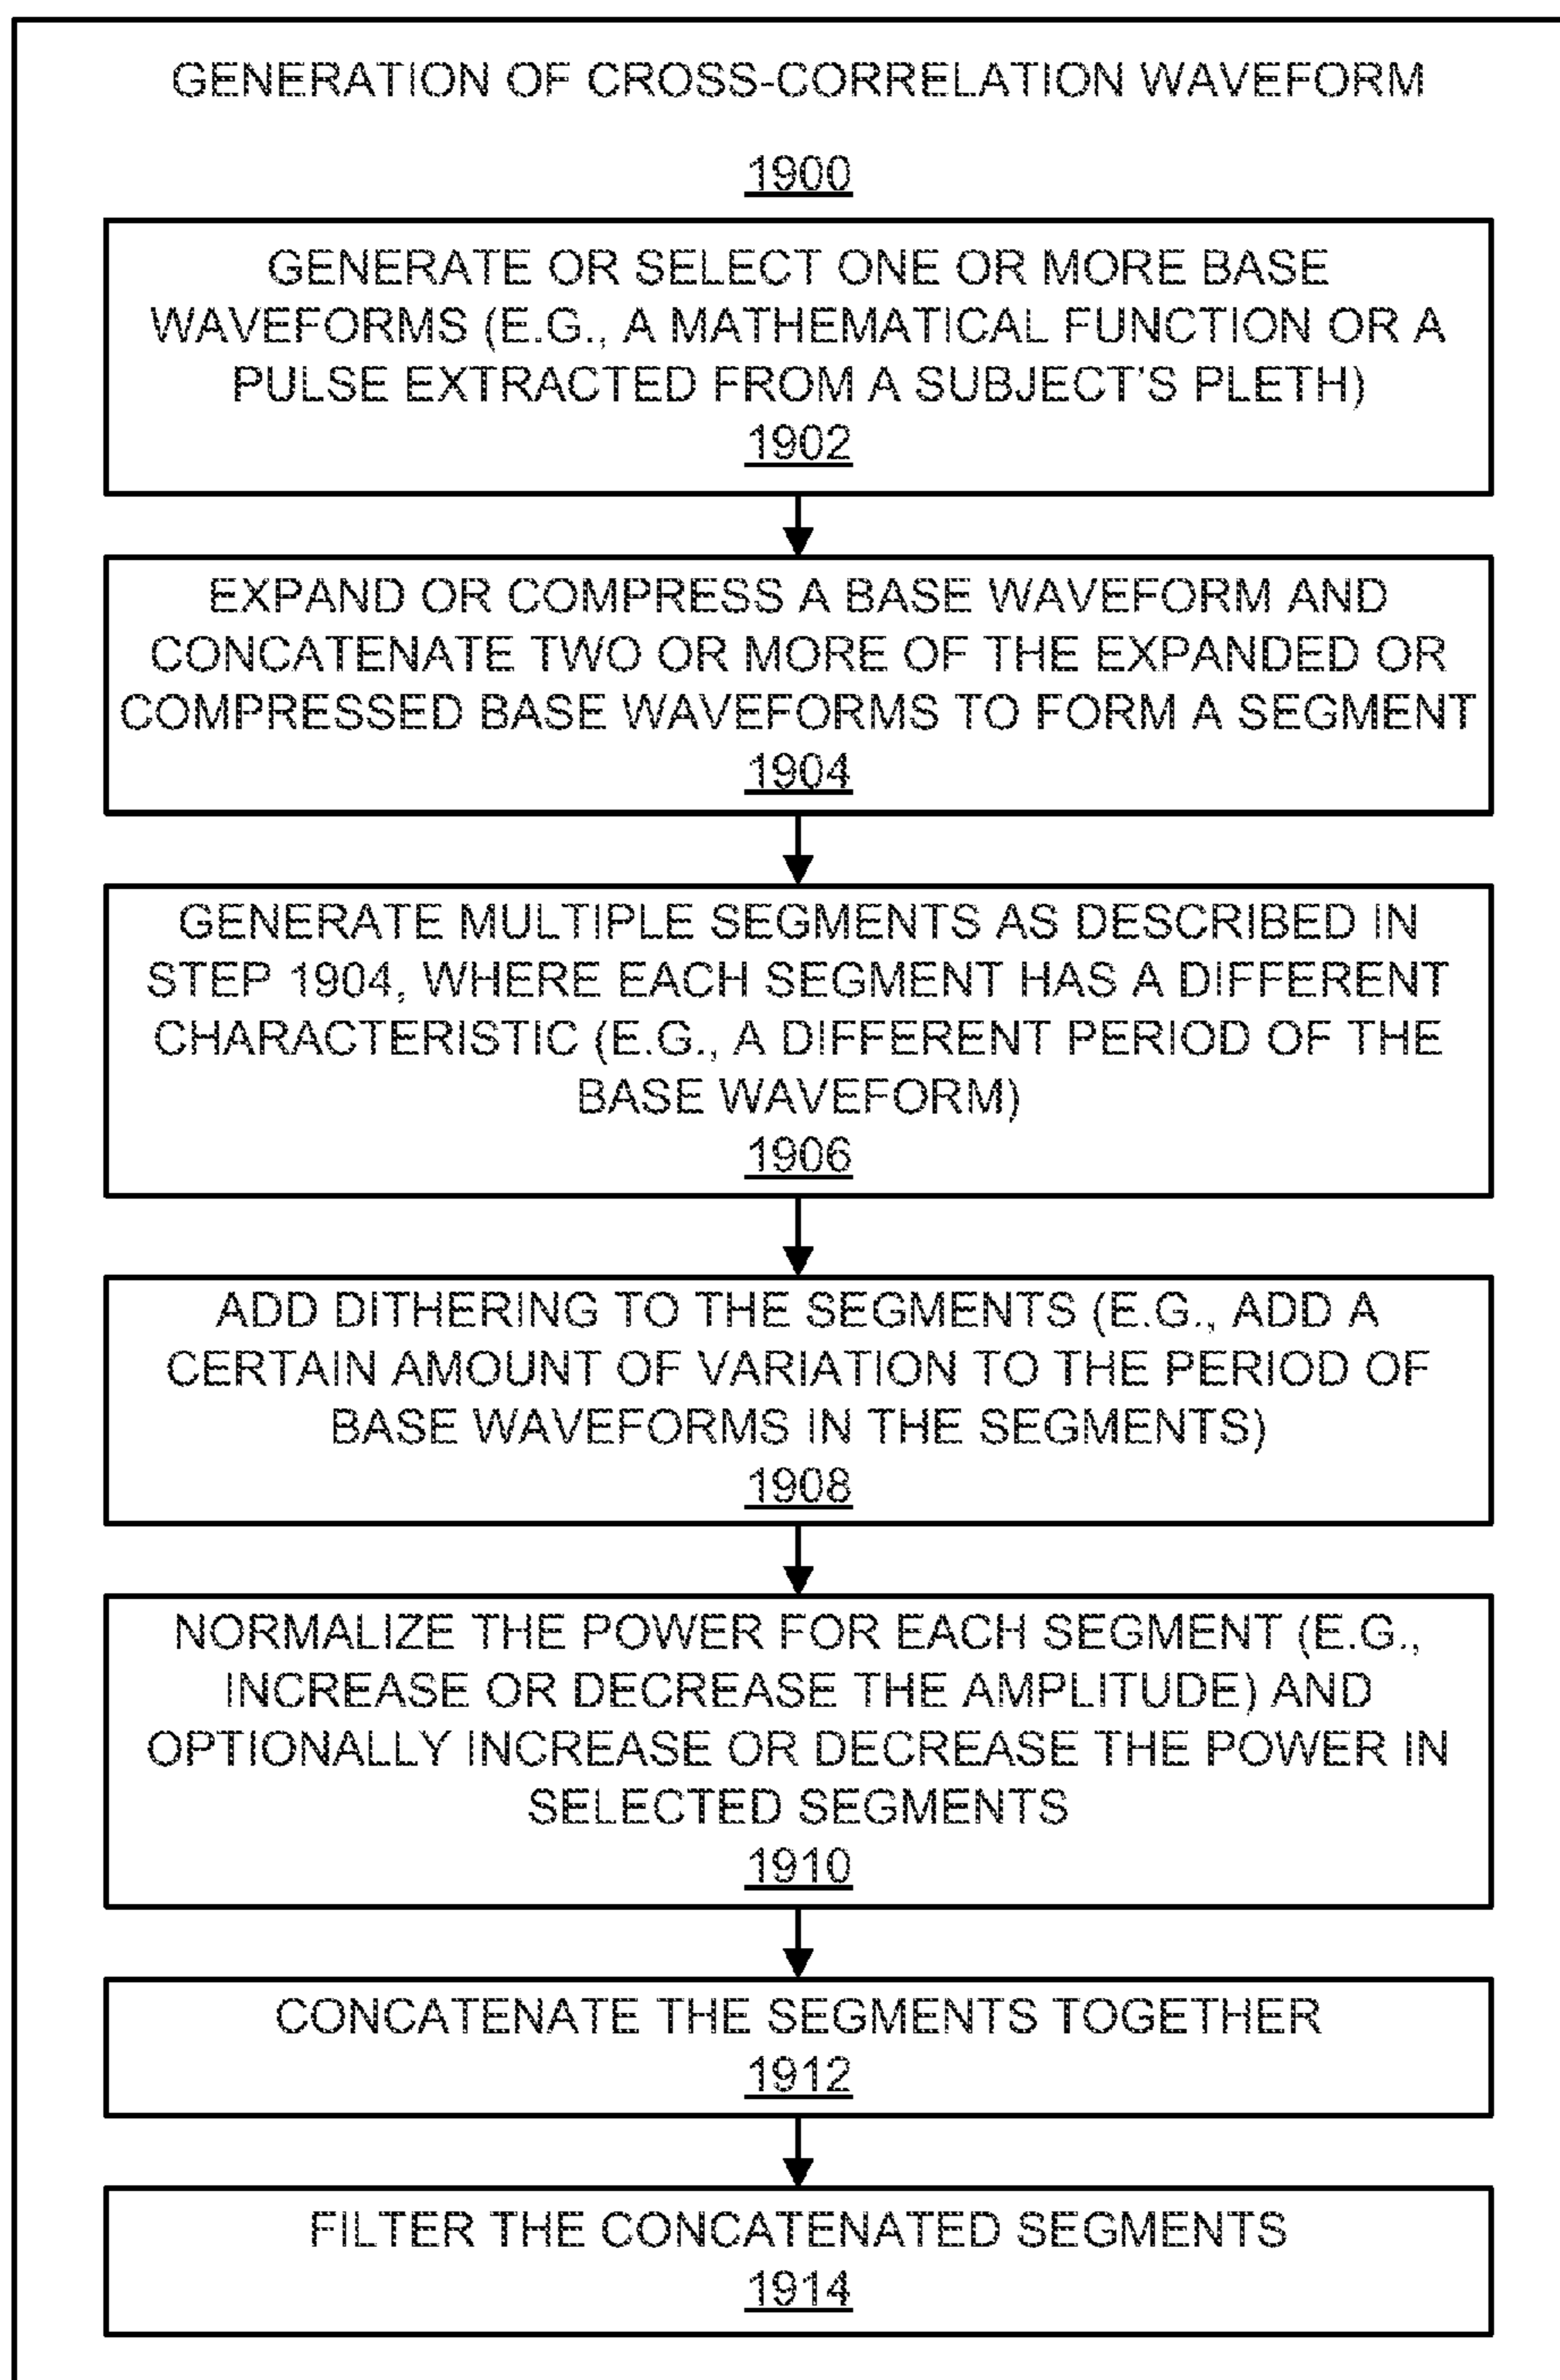 GENERATION OF CROSS-CORRELATION WAVEFORM
1900
GENERATE OR SELECT ONE OR MORE BASE
WAVEFORMS (E.G., A MATHEMATICAL FUNCTION OR A
PULSE EXTRACTED FROM A SUBJECT'S PLETH)
1902
EXPAND OR COMPRESS A BASE WAVEFORM AND
CONCATENATE TWO OR MORE OF THE EXPANDED OR
COMPRESSED BASE WAVEFORMS TO FORM A SEGMENT
1904
GENERATE MULTIPLE SEGMENTS AS DESCRIBED IN
STEP 1904, WHERE EACH SEGMENT HAS A DIFFERENT
CHARACTERISTIC (E.G., A DIFFERENT PERIOD OF THE
BASE WAVEFORM)
1906
ADD DITHERING TO THE SEGMENTS (E.G., ADD A
CERTAIN AMOUNT OF VARIATION TO THE PERIOD OF
BASE WAVEFORMS IN THE SEGMENTS)
1908
NORMALIZE THE POWER FOR EACH SEGMENT (E.G.,
INCREASE OR DECREASE THE AMPLITUDE) AND
OPTIONALLY INCREASE OR DECREASE THE POWER IN
SELECTED SEGMENTS
1910
CONCATENATE THE SEGMENTS TOGETHER
1912
FILTER THE CONCATENATED SEGMENTS
1914